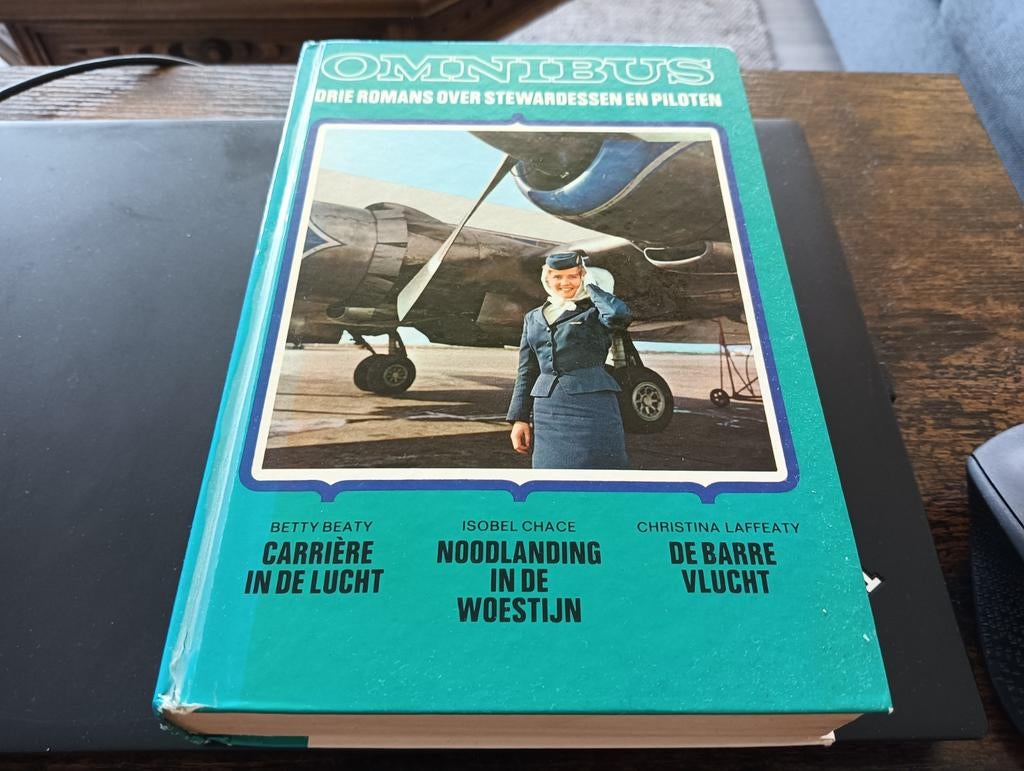 OMNIBUS
DRIE ROMANS OVER STEWARDESSEN EN PILOTEN
BETTY BEATY
CARRIÈRE
IN DE LUCHT
ISOBEL CHACE
NOODLANDING
IN DE
WOESTIJN
CHRISTINA LAFFEATY
DE BARRE
VLUCHT